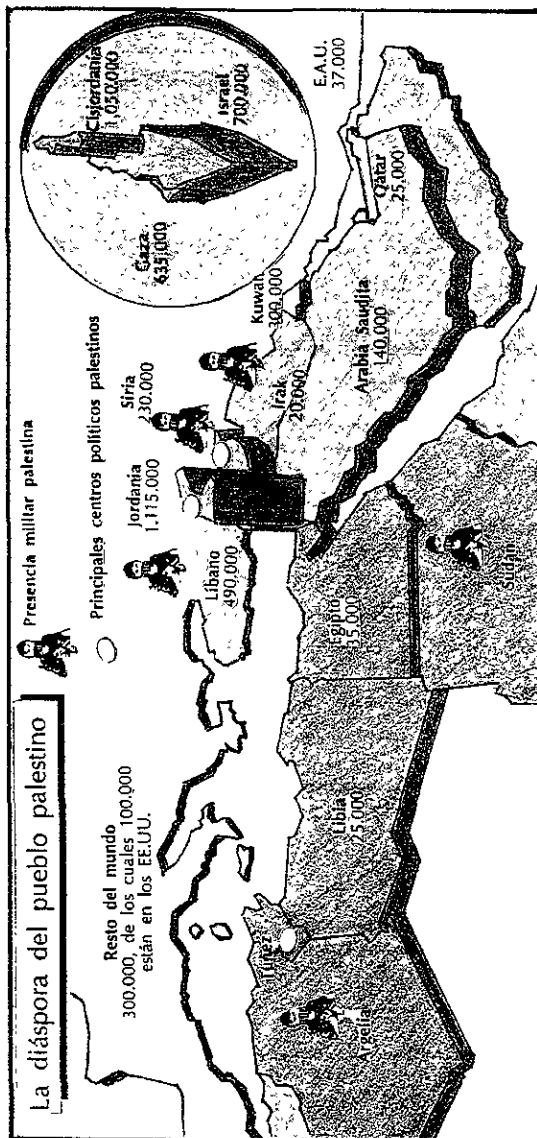 La diáspora del pueblo palestino
Presencia militar palestina
Principales centros políticos palestinos
Resto del mundo
300.000, de los cuales 100.000
están en los EE.UU.
Líbano
490.000
Jordania
1.115.000
Siria
230.000
Gaza
635.000
Cisjordania
1.050.000
Israel
700.000
Kuwait
300.000
Irak
20.000
E.A.U.
37.000
Qatar
25.000
Arabia Saudita
140.000
Egipto
35.000
Sudán
Libia
25.000
Túnez
Argelia